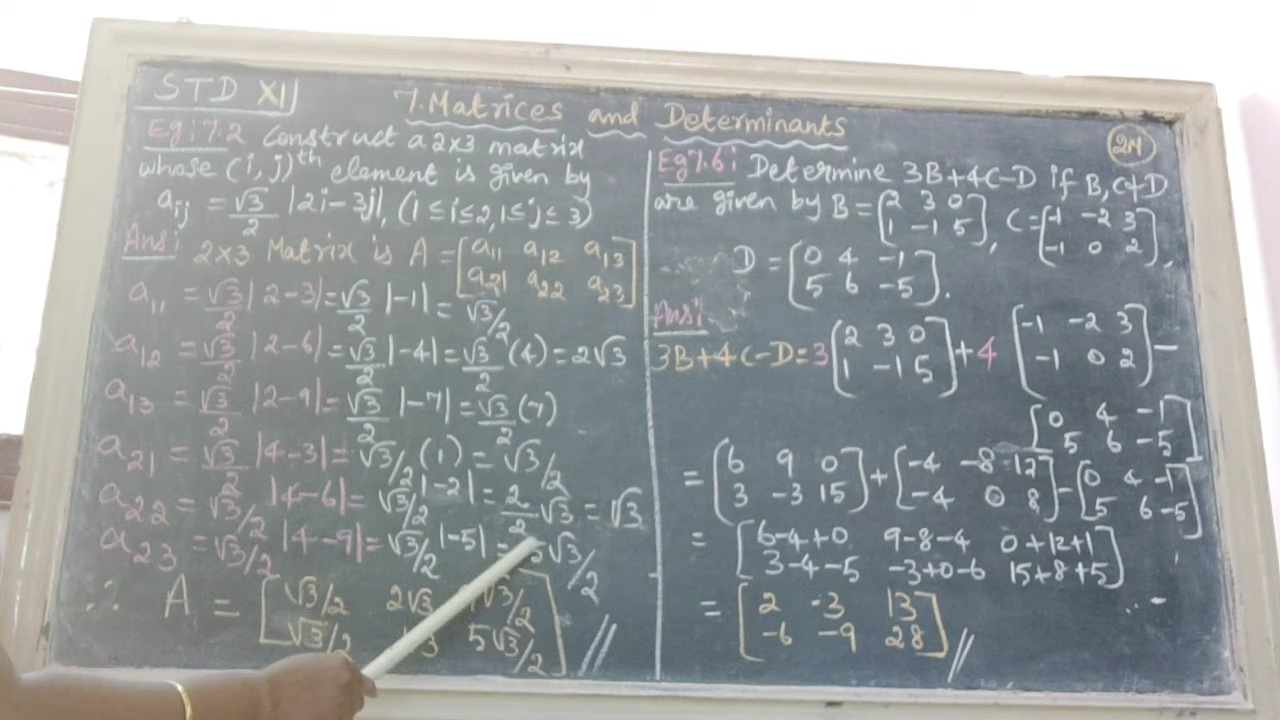 STD XI
7. Matrices and Determinants
2M
Eg:7.2 Construct a 2×3 matrix
whose (i, j)th element is given by
aij = √3/2 |2i-3j|, (1≤i≤2, 1≤j≤3)
Ans: 2×3 Matrix is A = [a11 a12 a13
a21 a22 a23]
a11 = √3/2 |2-3| = √3/2 |-1| = √3/2
a12 = √3/2 |2-6| = √3/2 |-4| = √3/2 (4) = 2√3
a13 = √3/2 |2-9| = √3/2 |-7| = √3/2 (7)
a21 = √3/2 |4-3| = √3/2 (1) = √3/2
a22 = √3/2 |4-6| = √3/2 |-2| = 2/2 √3 = √3
a23 = √3/2 |4-9| = √3/2 |-5| = 5√3/2
∴ A = [√3/2 2√3 √3/2
√3/2 5√3/2]
Eg 7.6: Determine 3B+4C-D if B, C & D
are given by B = [2 3 0 , C = [-1 -2 3
1 -1 5] -1 0 2],
D = [0 4 -1
5 6 -5].
Ans:
3B+4C-D = 3 [2 3 0 + 4 [-1 -2 3 -
1 -1 5] -1 0 2]
[0 4 -1
5 6 -5]
= [6 9 0 + [-4 -8 12 - [0 4 -1
3 -3 15] -4 0 8] 5 6 -5]
= [6-4+0 9-8-4 0+12+1
3-4-5 -3+0-6 15+8+5]
= [2 -3 13
-6 -9 28]